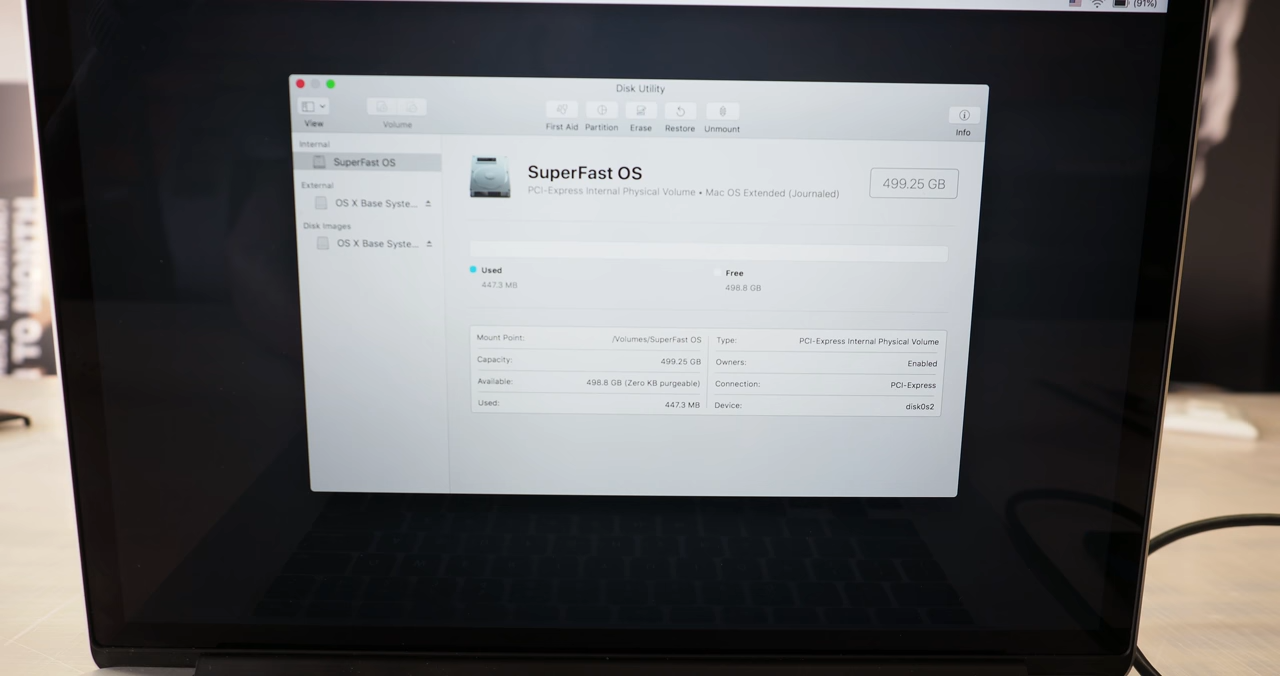 (91%)
Disk Utility
View
Volume
First Aid
Partition
Erase
Restore
Unmount
Info
Internal
SuperFast OS
External
OS X Base Syste...
Disk Images
OS X Base Syste...
SuperFast OS
PCI-Express Internal Physical Volume • Mac OS Extended (Journaled)
499.25 GB
Used
447.3 MB
Free
498.8 GB
Mount Point: /Volumes/SuperFast OS
Capacity: 499.25 GB
Available: 498.8 GB (Zero KB purgeable)
Used: 447.3 MB
Type: PCI-Express Internal Physical Volume
Owners: Enabled
Connection: PCI-Express
Device: disk0s2
TO